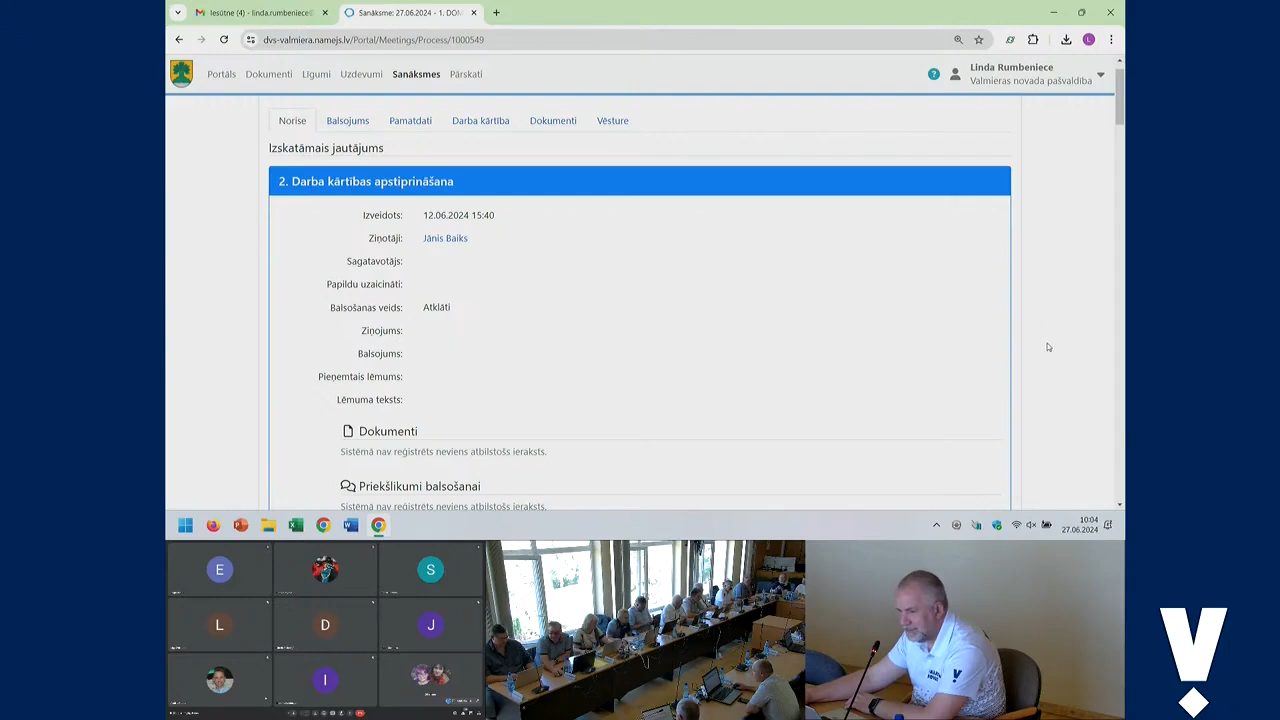 Iesūtne (4) - linda.rumbeniece@
Sanāksme: 27.06.2024 - 1. DOM
dvs-valmiera.namejs.lv/Portal/Meetings/Process/1000549
Portāls Dokumenti Līgumi Uzdevumi Sanāksmes Pārskati
Linda Rumbeniece
Valmieras novada pašvaldība
Norise Balsojums Pamatdati Darba kārtība Dokumenti Vēsture
Izskatāmais jautājums
2. Darba kārtības apstiprināšana
Izveidots: 12.06.2024 15:40
Ziņotāji: Jānis Baiks
Sagatavotājs:
Papildu uzaicināti:
Balsošanas veids: Atklāti
Ziņojums:
Balsojums:
Pieņemtais lēmums:
Lēmuma teksts:
Dokumenti
Sistēmā nav reģistrēts neviens atbilstošs ieraksts.
Priekšlikumi balsošanai
Sistēmā nav reģistrēts neviens atbilstošs ieraksts.
10:04
27.06.2024
E
S
L
D
J
I